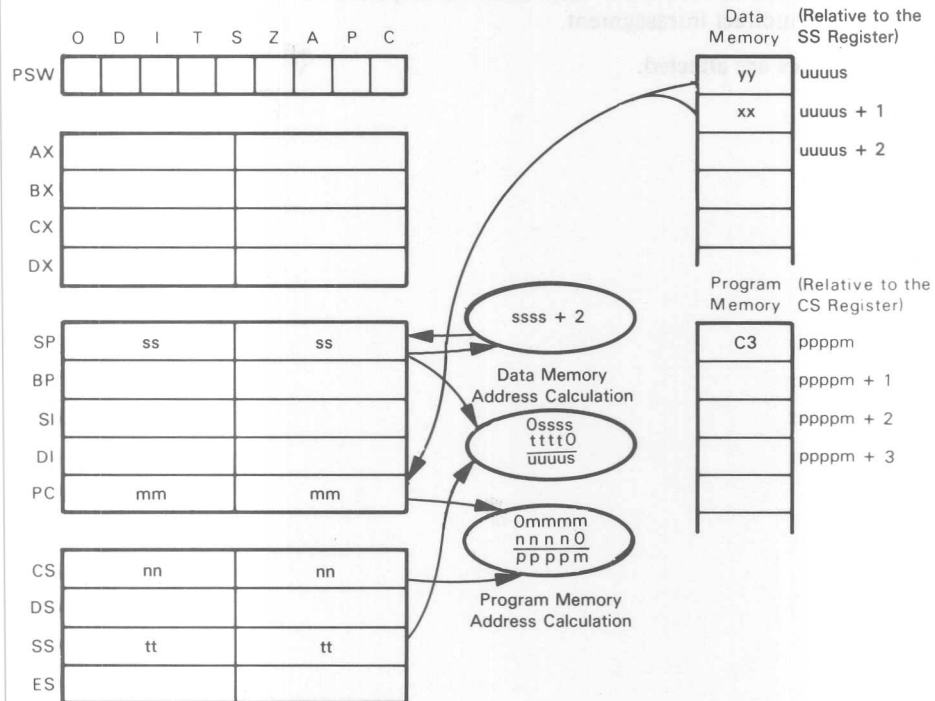 Data (Relative to the
Memory SS Register)
O D I T S Z A P C
PSW
yy uuuus
xx uuuus + 1
uuuus + 2
AX
BX
CX
DX
Program (Relative to the
Memory CS Register)
C3 ppppm
ppppm + 1
ppppm + 2
ppppm + 3
ssss + 2
SP ss ss
BP
SI
DI
PC mm mm
Data Memory
Address Calculation
0ssss
tttt0
uuuus
0mmmm
nnnn0
ppppm
Program Memory
Address Calculation
CS nn nn
DS
SS tt tt
ES